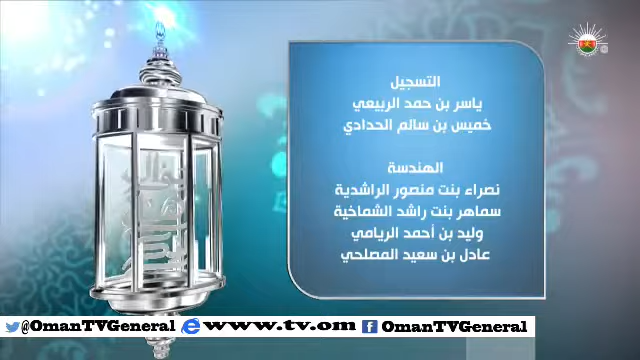 التسجيل
ياسر بن حمد الربيعي
خميس بن سالم الحدادي
الهندسة
نصراء بنت منصور الراشدية
سماهر بنت راشد الشماخية
وليد بن أحمد الريامي
عادل بن سعيد المصلحي
@OmanTVGeneral www.tv.om OmanTVGeneral